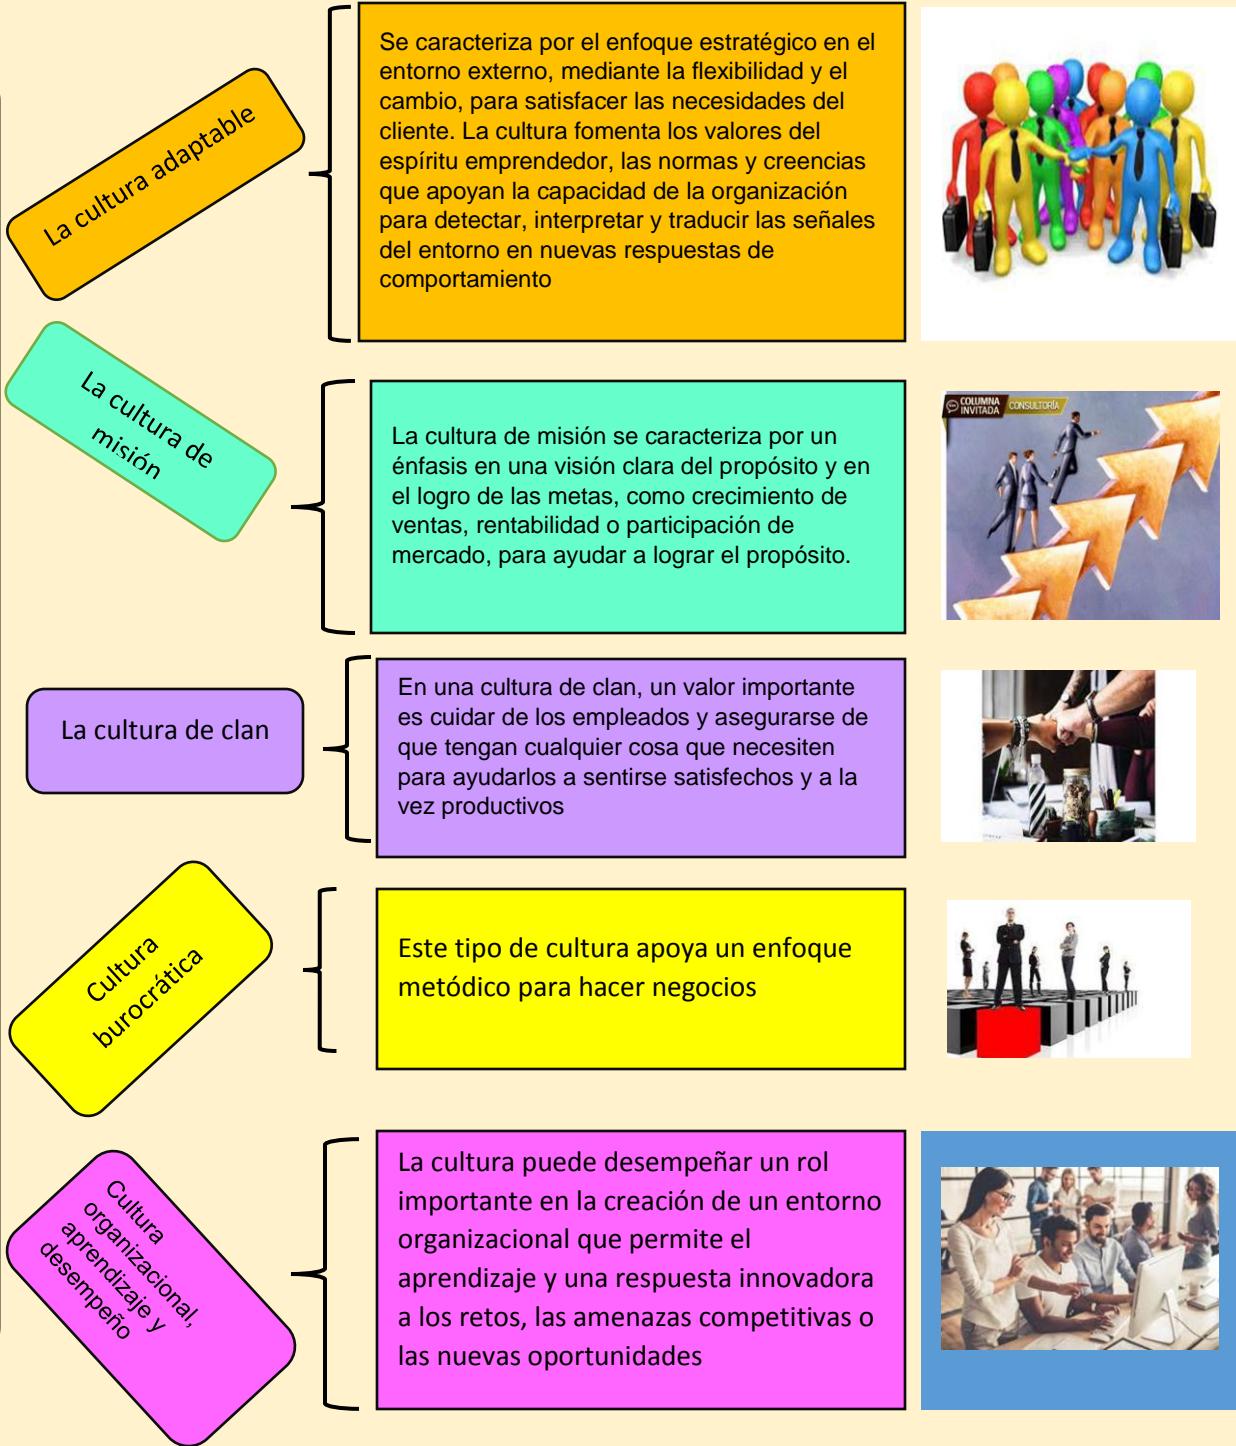 La cultura adaptable
Se caracteriza por el enfoque estratégico en el
entorno externo, mediante la flexibilidad y el
cambio, para satisfacer las necesidades del
cliente. La cultura fomenta los valores del
espíritu emprendedor, las normas y creencias
que apoyan la capacidad de la organización
para detectar, interpretar y traducir las señales
del entorno en nuevas respuestas de
comportamiento
La cultura de
misión
La cultura de misión se caracteriza por un
énfasis en una visión clara del propósito y en
el logro de las metas, como crecimiento de
ventas, rentabilidad o participación de
mercado, para ayudar a lograr el propósito.
COLUMNA
INVITADA
CONSULTORÍA
La cultura de clan
En una cultura de clan, un valor importante
es cuidar de los empleados y asegurarse de
que tengan cualquier cosa que necesiten
para ayudarlos a sentirse satisfechos y a la
vez productivos
Cultura
burocrática
Este tipo de cultura apoya un enfoque
metódico para hacer negocios
Cultura
organizacional,
aprendizaje y
desempeño
La cultura puede desempeñar un rol
importante en la creación de un entorno
organizacional que permite el
aprendizaje y una respuesta innovadora
a los retos, las amenazas competitivas o
las nuevas oportunidades